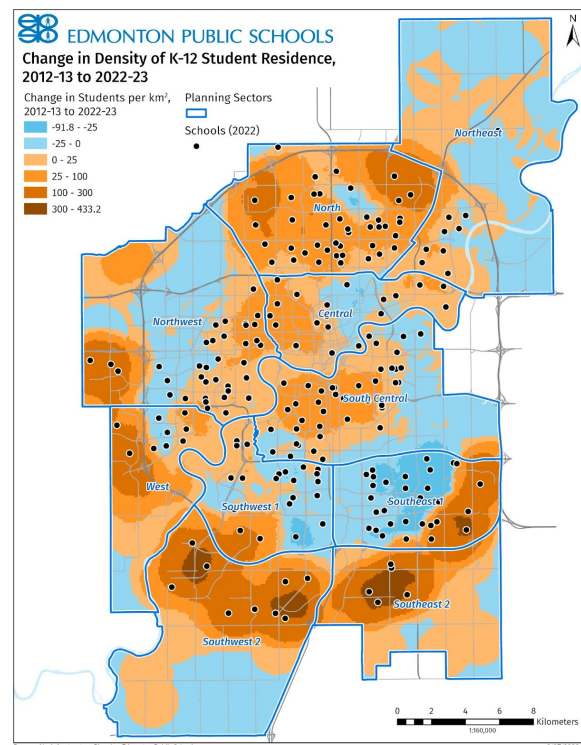 EDMONTON PUBLIC SCHOOLS
Change in Density of K-12 Student Residence,
2012-13 to 2022-23
Change in Students per km²,
2012-13 to 2022-23
-91.8 - -25
-25 - 0
0 - 25
25 - 100
100 - 300
300 - 433.2
Planning Sectors
Schools (2022)
N
Northeast
North
Northwest
Central
South Central
West
Southwest 1
Southeast 1
Southeast 2
Southwest 2
0 2 4 6 8
Kilometers
1:160,000